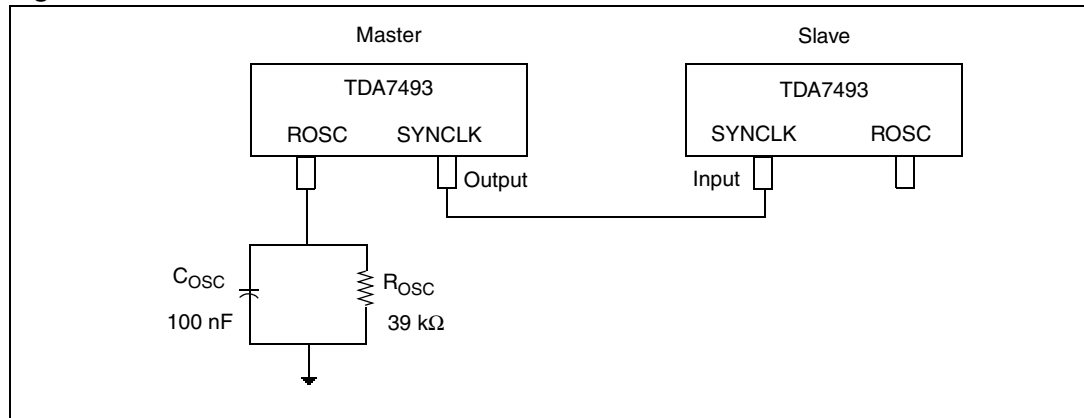 Master
Slave
TDA7493
TDA7493
ROSC
SYNCLK
SYNCLK
ROSC
Output
Input
COSC
ROSC
100 nF
39 kΩ